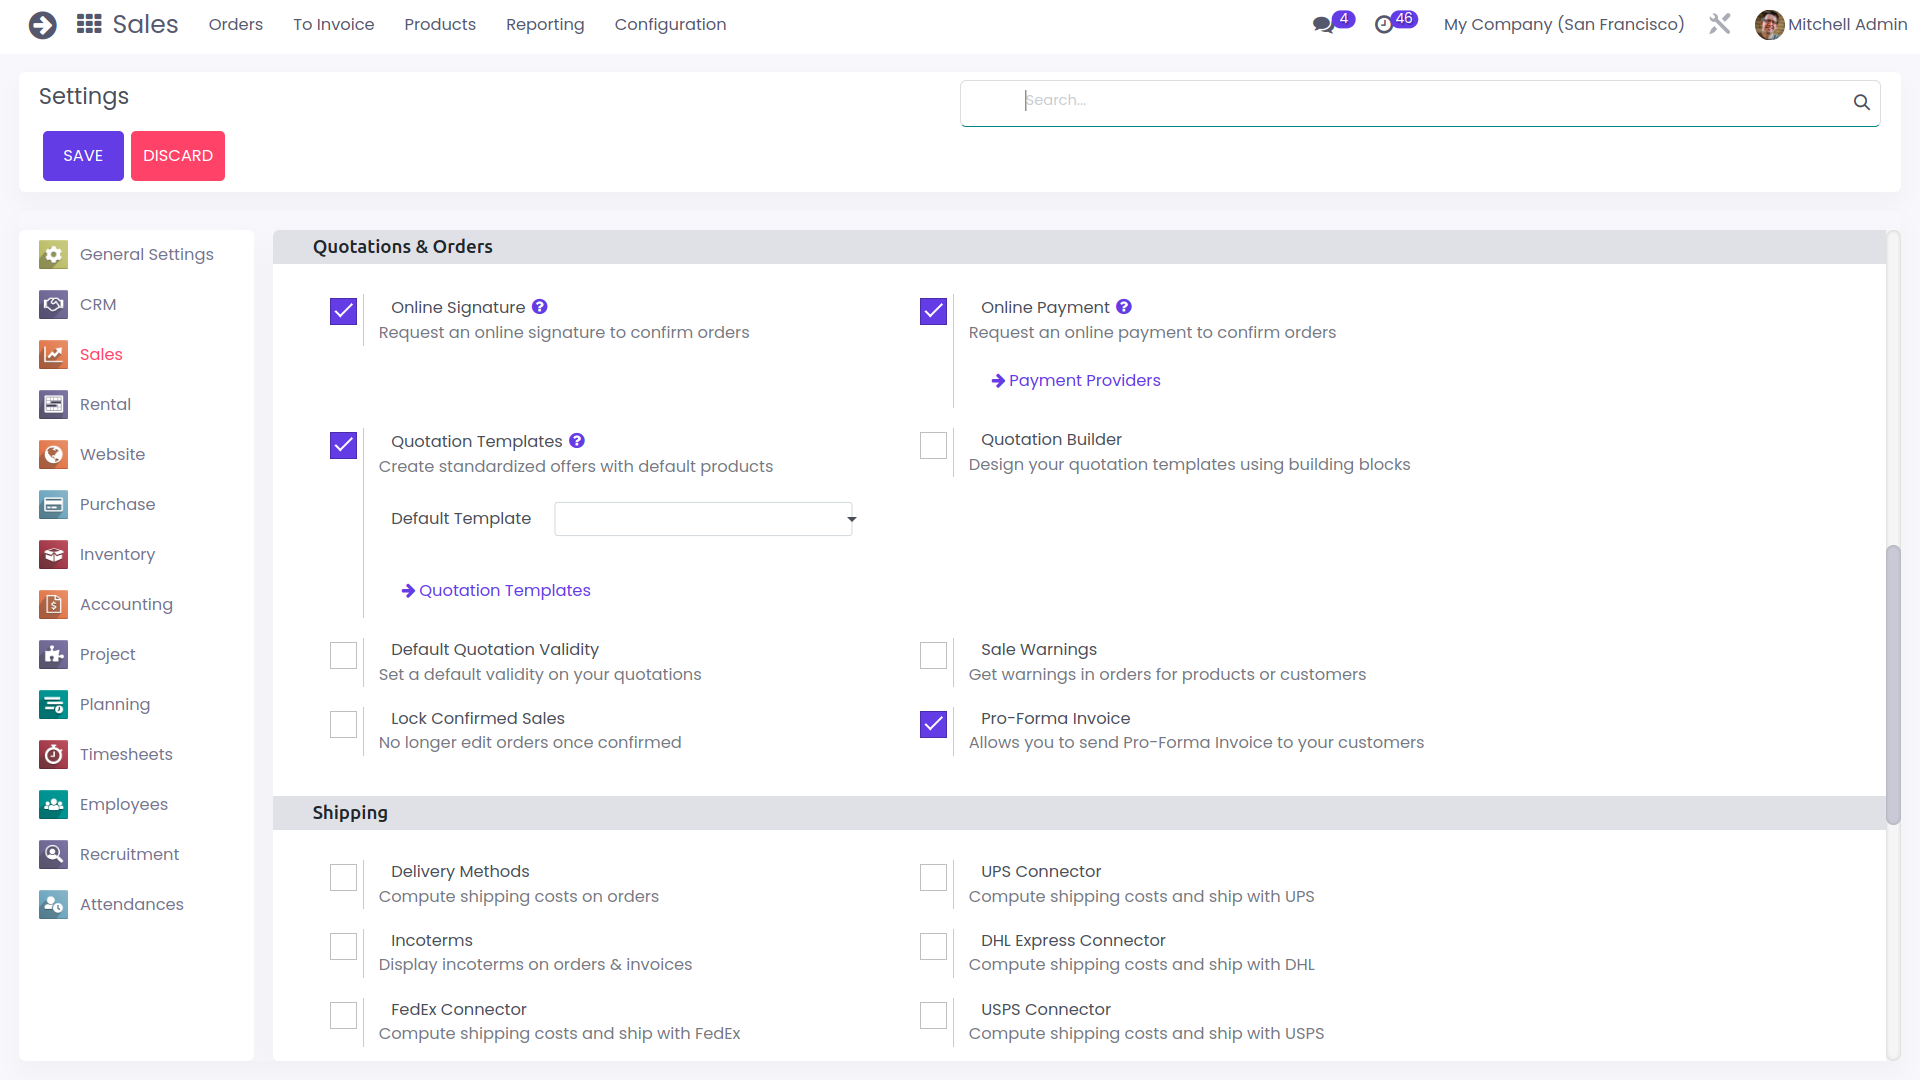 Sales Orders To Invoice Products Reporting Configuration 4 46 My Company (San Francisco) Mitchell Admin
Settings
Search...
SAVE DISCARD
General Settings
CRM
Sales
Rental
Website
Purchase
Inventory
Accounting
Project
Planning
Timesheets
Employees
Recruitment
Attendances
Quotations & Orders
Online Signature ?
Request an online signature to confirm orders
Online Payment ?
Request an online payment to confirm orders
Payment Providers
Quotation Templates ?
Create standardized offers with default products
Default Template
Quotation Templates
Quotation Builder
Design your quotation templates using building blocks
Default Quotation Validity
Set a default validity on your quotations
Sale Warnings
Get warnings in orders for products or customers
Lock Confirmed Sales
No longer edit orders once confirmed
Pro-Forma Invoice
Allows you to send Pro-Forma Invoice to your customers
Shipping
Delivery Methods
Compute shipping costs on orders
UPS Connector
Compute shipping costs and ship with UPS
Incoterms
Display incoterms on orders & invoices
DHL Express Connector
Compute shipping costs and ship with DHL
FedEx Connector
Compute shipping costs and ship with FedEx
USPS Connector
Compute shipping costs and ship with USPS